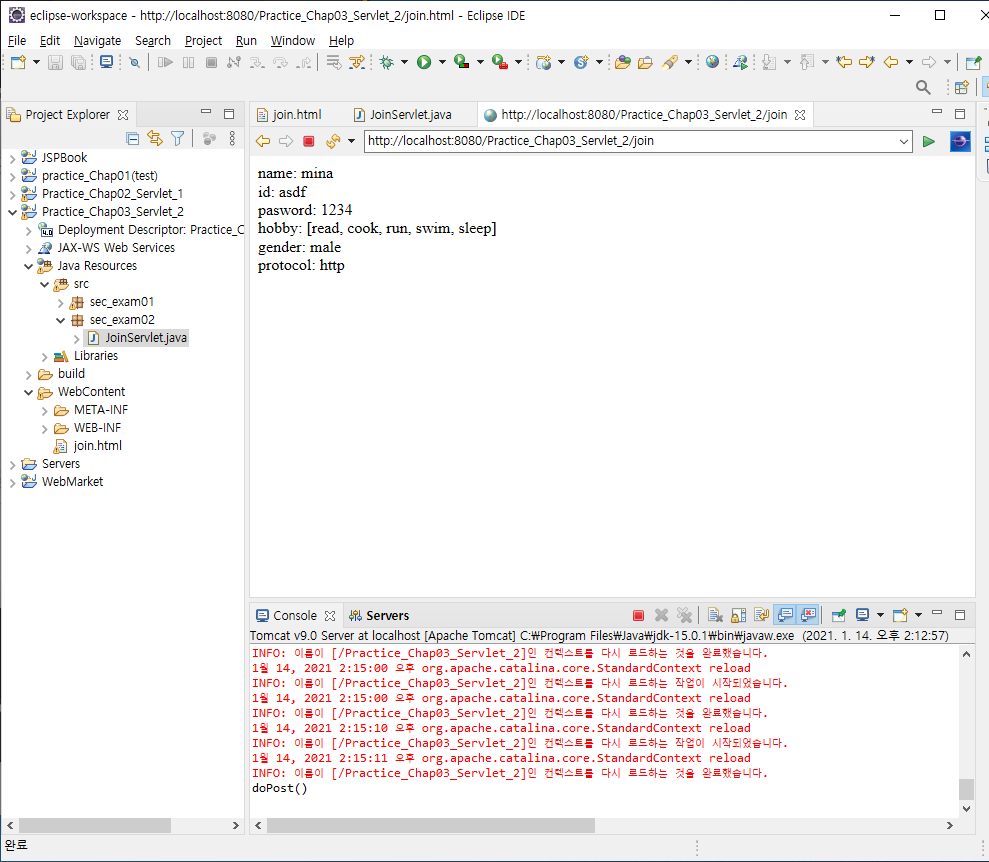 eclipse-workspace - http://localhost:8080/Practice_Chap03_Servlet_2/join.html - Eclipse IDE
File Edit Navigate Search Project Run Window Help
Project Explorer
JSPBook
practice_Chap01(test)
Practice_Chap02_Servlet_1
Practice_Chap03_Servlet_2
Deployment Descriptor: Practice_C
JAX-WS Web Services
Java Resources
src
sec_exam01
sec_exam02
JoinServlet.java
Libraries
build
WebContent
META-INF
WEB-INF
join.html
Servers
WebMarket
join.html JoinServlet.java http://localhost:8080/Practice_Chap03_Servlet_2/join
http://localhost:8080/Practice_Chap03_Servlet_2/join
name: mina
id: asdf
pasword: 1234
hobby: [read, cook, run, swim, sleep]
gender: male
protocol: http
Console Servers
Tomcat v9.0 Server at localhost [Apache Tomcat] C:₩Program Files₩Java₩jdk-15.0.1₩bin₩javaw.exe (2021. 1. 14. 오후 2:12:57)
INFO: 이름이 [/Practice_Chap03_Servlet_2]인 컨텍스트를 다시 로드하는 것을 완료했습니다.
1월 14, 2021 2:15:00 오후 org.apache.catalina.core.StandardContext reload
INFO: 이름이 [/Practice_Chap03_Servlet_2]인 컨텍스트를 다시 로드하는 작업이 시작되었습니다.
1월 14, 2021 2:15:00 오후 org.apache.catalina.core.StandardContext reload
INFO: 이름이 [/Practice_Chap03_Servlet_2]인 컨텍스트를 다시 로드하는 것을 완료했습니다.
1월 14, 2021 2:15:10 오후 org.apache.catalina.core.StandardContext reload
INFO: 이름이 [/Practice_Chap03_Servlet_2]인 컨텍스트를 다시 로드하는 작업이 시작되었습니다.
1월 14, 2021 2:15:11 오후 org.apache.catalina.core.StandardContext reload
INFO: 이름이 [/Practice_Chap03_Servlet_2]인 컨텍스트를 다시 로드하는 것을 완료했습니다.
doPost()
완료